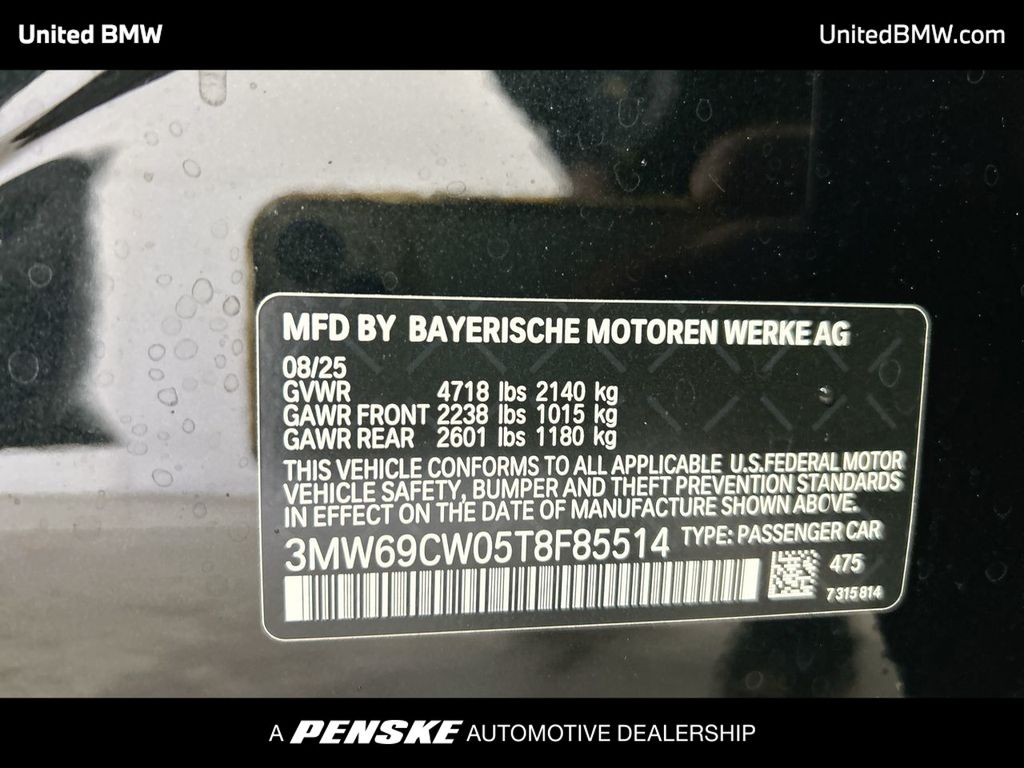 United BMW
UnitedBMW.com
MFD BY BAYERISCHE MOTOREN WERKE AG
08/25
GVWR 4718 lbs 2140 kg
GAWR FRONT 2238 lbs 1015 kg
GAWR REAR 2601 lbs 1180 kg
THIS VEHICLE CONFORMS TO ALL APPLICABLE U.S.FEDERAL MOTOR
VEHICLE SAFETY, BUMPER AND THEFT PREVENTION STANDARDS
IN EFFECT ON THE DATE OF MANUFACTURE SHOWN ABOVE.
3MW69CW05T8F85514 TYPE: PASSENGER CAR
475
7315814
A PENSKE AUTOMOTIVE DEALERSHIP